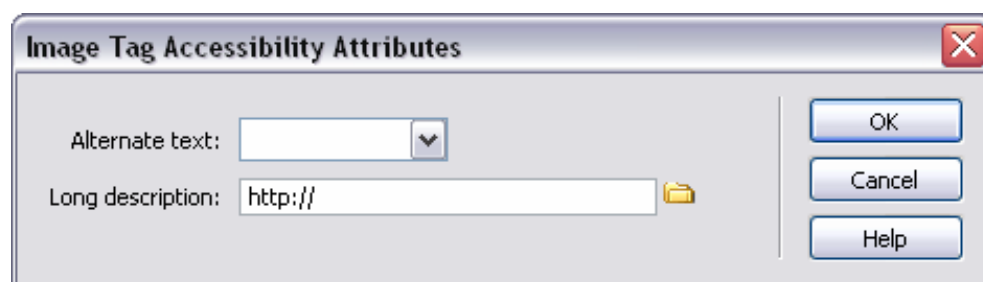 Image Tag Accessibility Attributes
Alternate text:
OK
Long description: http://
Cancel
Help